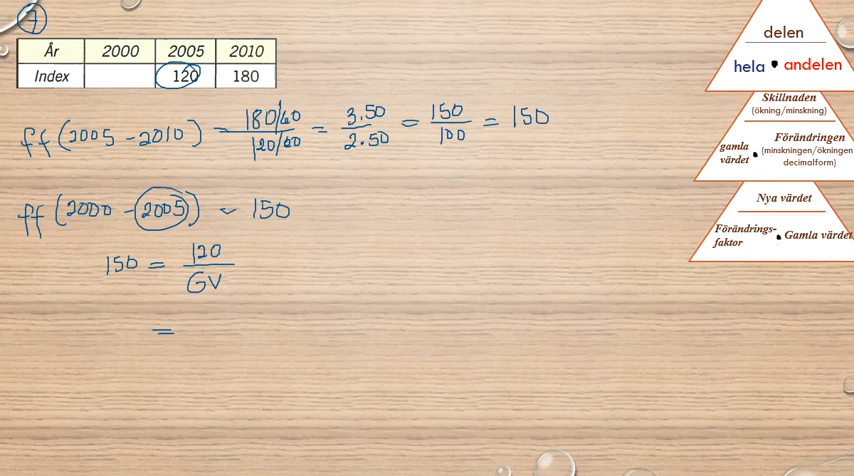 7
År 2000 2005 2010
Index 120 180
ff (2005 - 2010) = 180/60 / 120/60 = 3.50 / 2.50 = 150 / 100 = 150
ff (2000 - 2005) = 150
150 = 120 / GV
=
delen
hela • andelen
Skillnaden
(ökning/minskning)
gamla värdet • Förändringen
(minskningen/ökningen
decimalform)
Nya värdet
Förändrings-
faktor • Gamla värdet